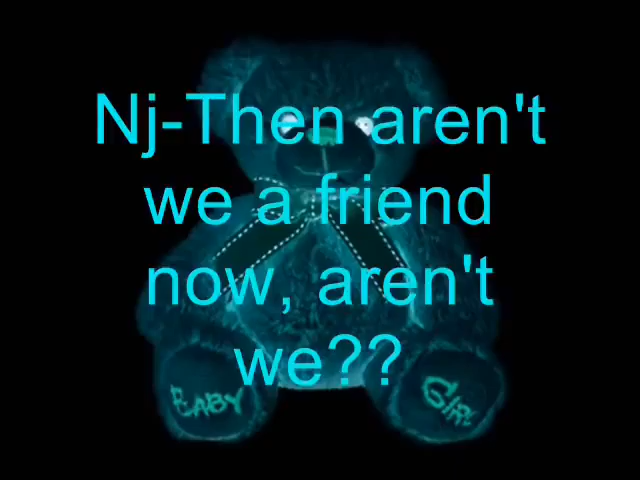 Nj-Then aren't
we a friend
now, aren't
we??
BABY
GIRL